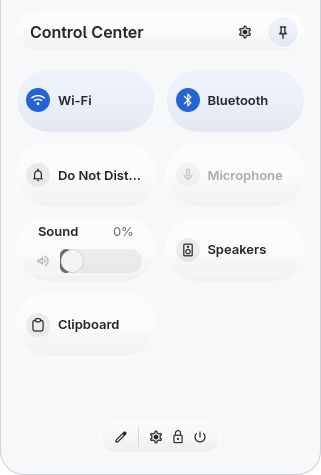 Control Center
Wi-Fi
Bluetooth
Do Not Dist...
Microphone
Sound 0%
Speakers
Clipboard